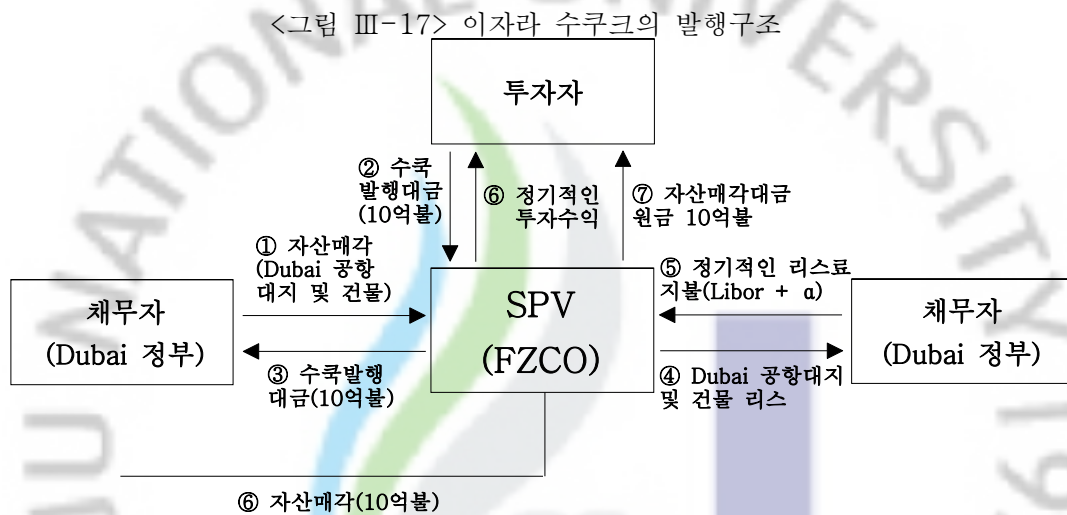 <그림 Ⅲ-17> 이자라 수쿠크의 발행구조
투자자
② 수쿡
발행대금
(10억불)
⑥ 정기적인
투자수익
⑦ 자산매각대금
원금 10억불
① 자산매각
(Dubai 공항
대지 및 건물)
⑤ 정기적인 리스료
지불(Libor + α)
채무자
(Dubai 정부)
SPV
(FZCO)
채무자
(Dubai 정부)
③ 수쿡발행
대금(10억불)
④ Dubai 공항대지
및 건물 리스
⑥ 자산매각(10억불)
NATIONAL UNIVERSITY 19